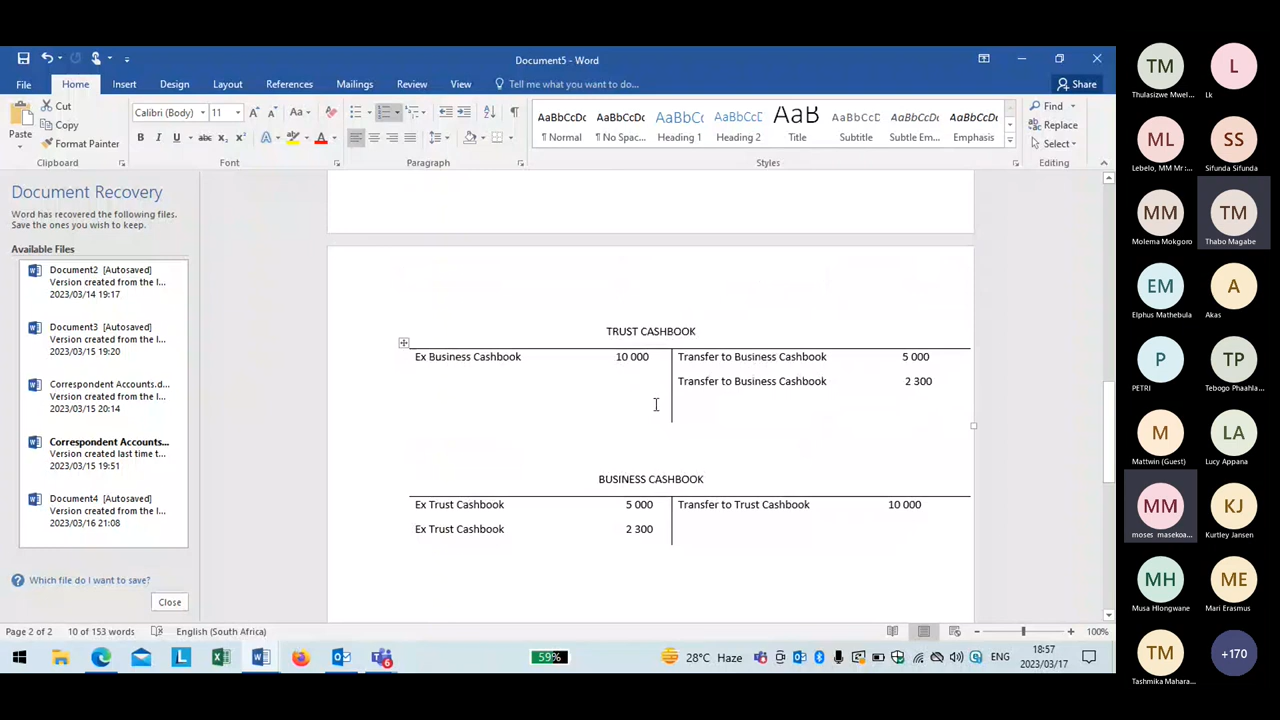 Document5 - Word
File Home Insert Design Layout References Mailings Review View Tell me what you want to do... Share
Paste Cut Copy Format Painter
Calibri (Body) 11
AaBbCcDc AaBbCcDc AaBbCc AaBbCcD AaB AaBbCcD AaBbCcDc AaBbCcDc
¶ Normal ¶ No Spac... Heading 1 Heading 2 Title Subtitle Subtle Em... Emphasis
Find Replace Select
Clipboard Font Paragraph Styles Editing
Document Recovery
Word has recovered the following files.
Save the ones you wish to keep.
Available Files
Document2 [Autosaved]
Version created from the l...
2023/03/14 19:17
Document3 [Autosaved]
Version created from the l...
2023/03/15 19:20
Correspondent Accounts.d...
Version created from the l...
2023/03/15 20:14
Correspondent Accounts...
Version created last time t...
2023/03/15 19:51
Document4 [Autosaved]
Version created from the l...
2023/03/16 21:08
Which file do I want to save?
Close
TRUST CASHBOOK
Ex Business Cashbook 10 000 Transfer to Business Cashbook 5 000
Transfer to Business Cashbook 2 300
BUSINESS CASHBOOK
Ex Trust Cashbook 5 000 Transfer to Trust Cashbook 10 000
Ex Trust Cashbook 2 300
Page 2 of 2 10 of 153 words English (South Africa) 100%
59% 28°C Haze ENG 18:57
2023/03/17
TM L
Thulasizwe Mwel... Lk
ML SS
Lebelo, MM Mr :... Sifunda Sifunda
MM TM
Molema Mokgoro Thabo Magabe
EM A
Elphus Mathebula Akas
P TP
PETRI Tebogo Phaahla...
M LA
Mattwin (Guest) Lucy Appana
MM KJ
moses masekoa... Kurtley Jansen
MH ME
Musa Hlongwane Mari Erasmus
TM +170
Tashmika Mahara...